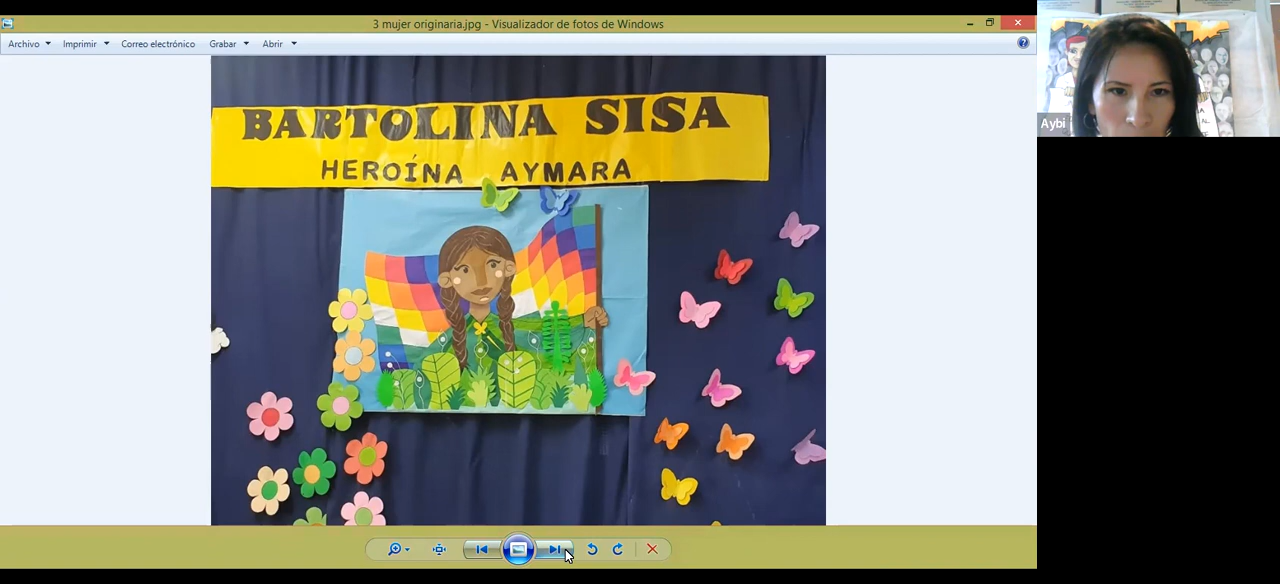 3 mujer originaria.jpg - Visualizador de fotos de Windows
Archivo Imprimir Correo electrónico Grabar Abrir
BARTOLINA SISA
HEROÍNA AYMARA
Aybi